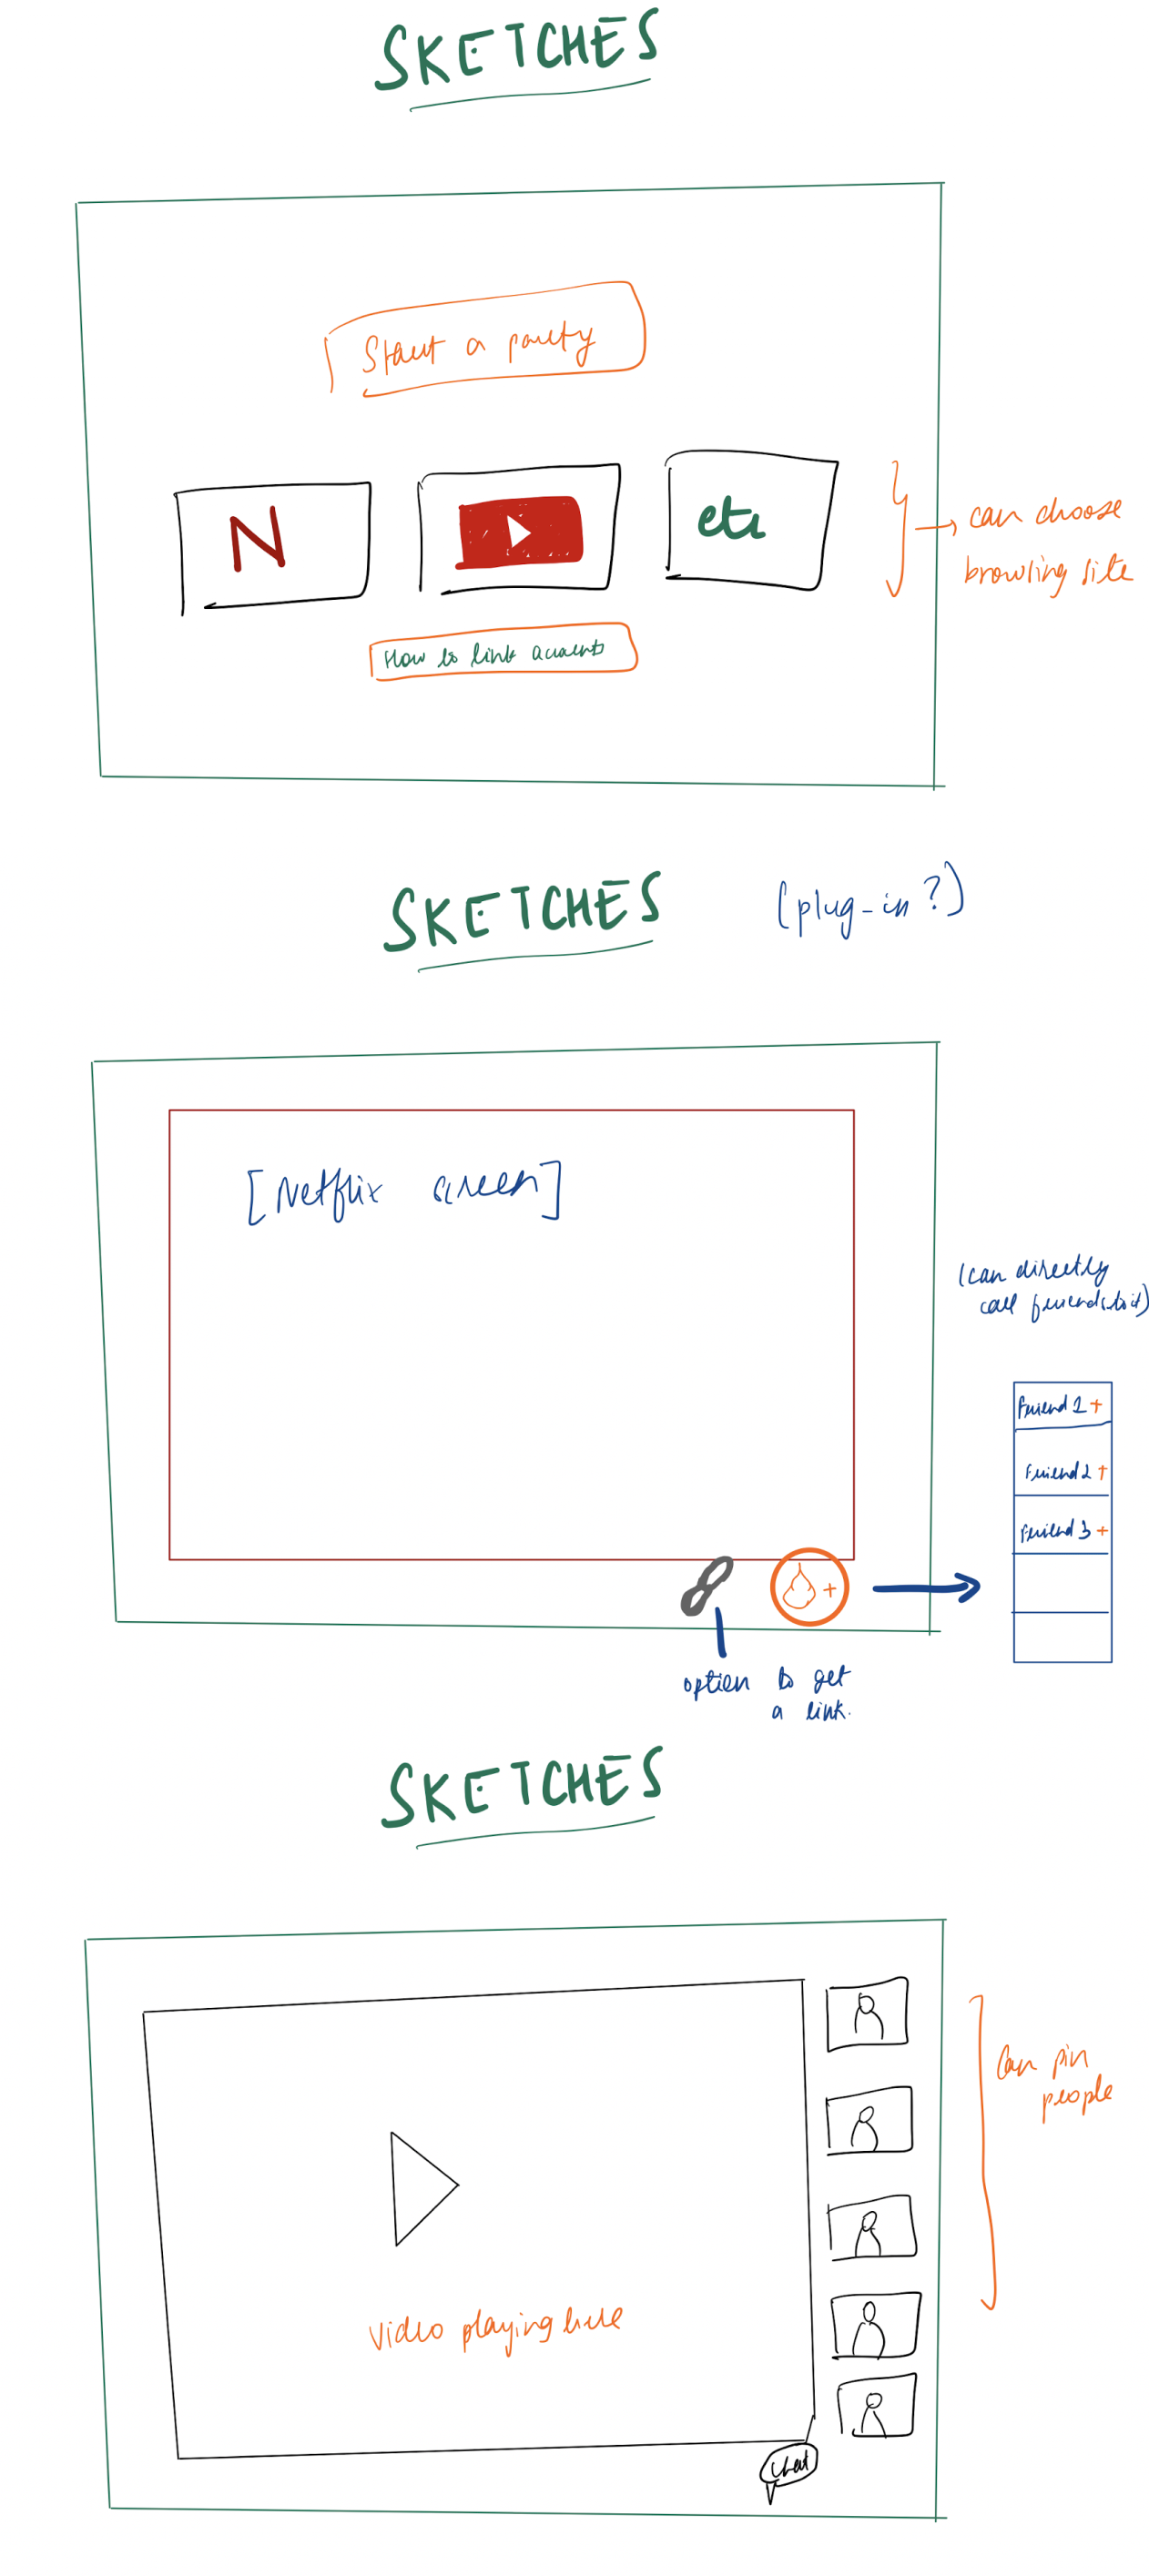 SKETCHES
Start a party
N
etc
can choose
browsing site
How to link accounts
SKETCHES
(plug-in?)
[Netflix screen]
(can directly
call friends to it)
Friend 1 +
Friend 2 +
Friend 3 +
+
option to get
a link.
SKETCHES
Can pin
people
Video playing here
Chat